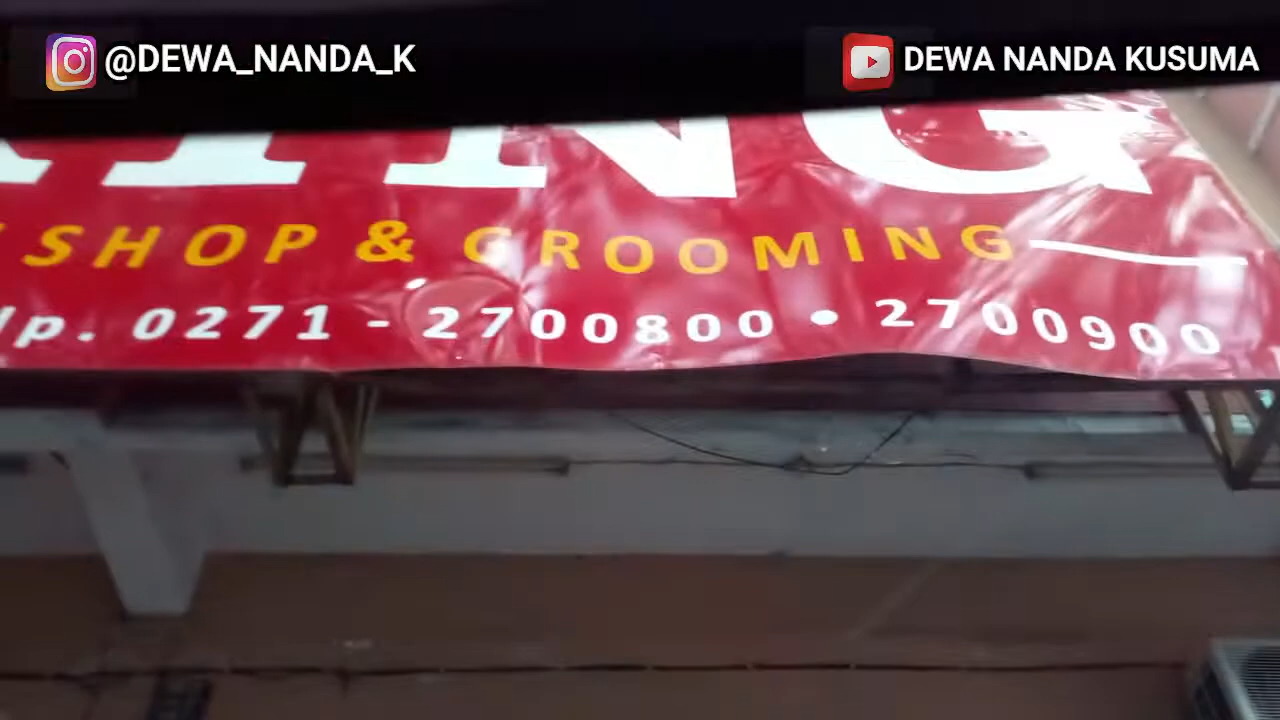 @DEWA_NANDA_K
DEWA NANDA KUSUMA
SHOP & GROOMING
0271 - 2700800 • 2700900